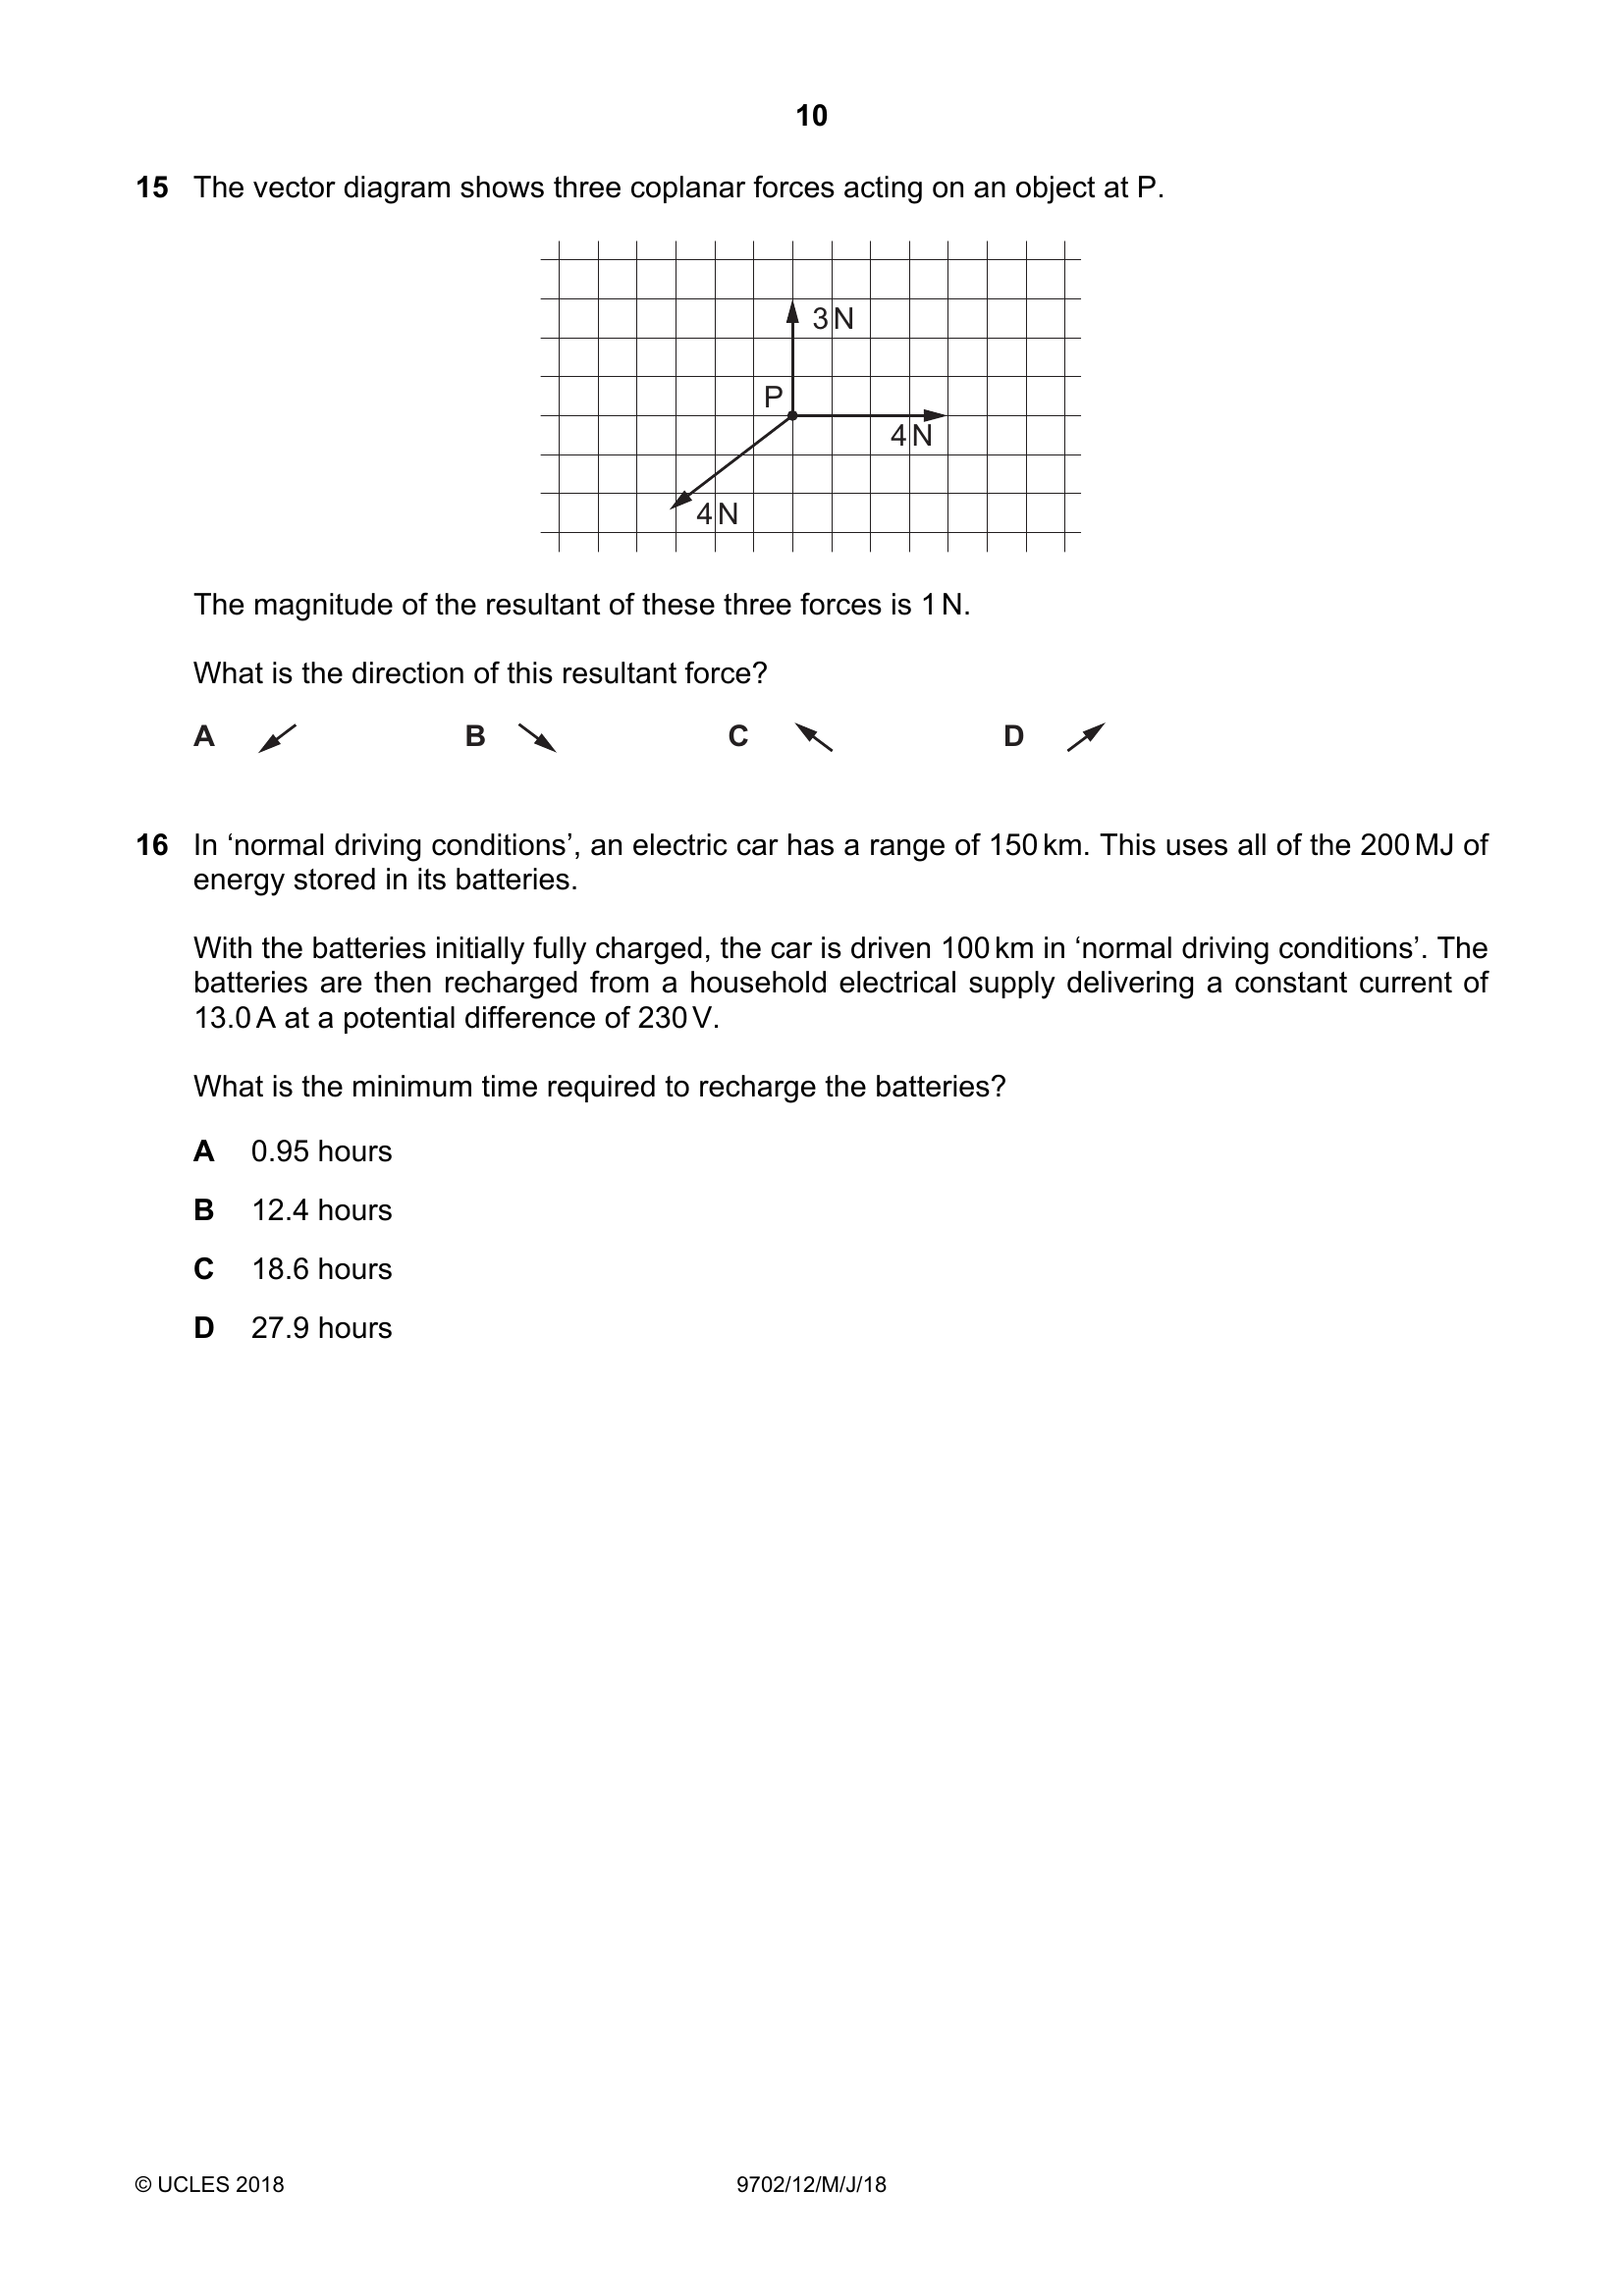 10
15 The vector diagram shows three coplanar forces acting on an object at P.
3 N
P
4 N
4 N
The magnitude of the resultant of these three forces is 1 N.
What is the direction of this resultant force?
A B C D
16 In ‘normal driving conditions’, an electric car has a range of 150 km. This uses all of the 200 MJ of
energy stored in its batteries.
With the batteries initially fully charged, the car is driven 100 km in ‘normal driving conditions’. The
batteries are then recharged from a household electrical supply delivering a constant current of
13.0 A at a potential difference of 230 V.
What is the minimum time required to recharge the batteries?
A 0.95 hours
B 12.4 hours
C 18.6 hours
D 27.9 hours
© UCLES 2018 9702/12/M/J/18